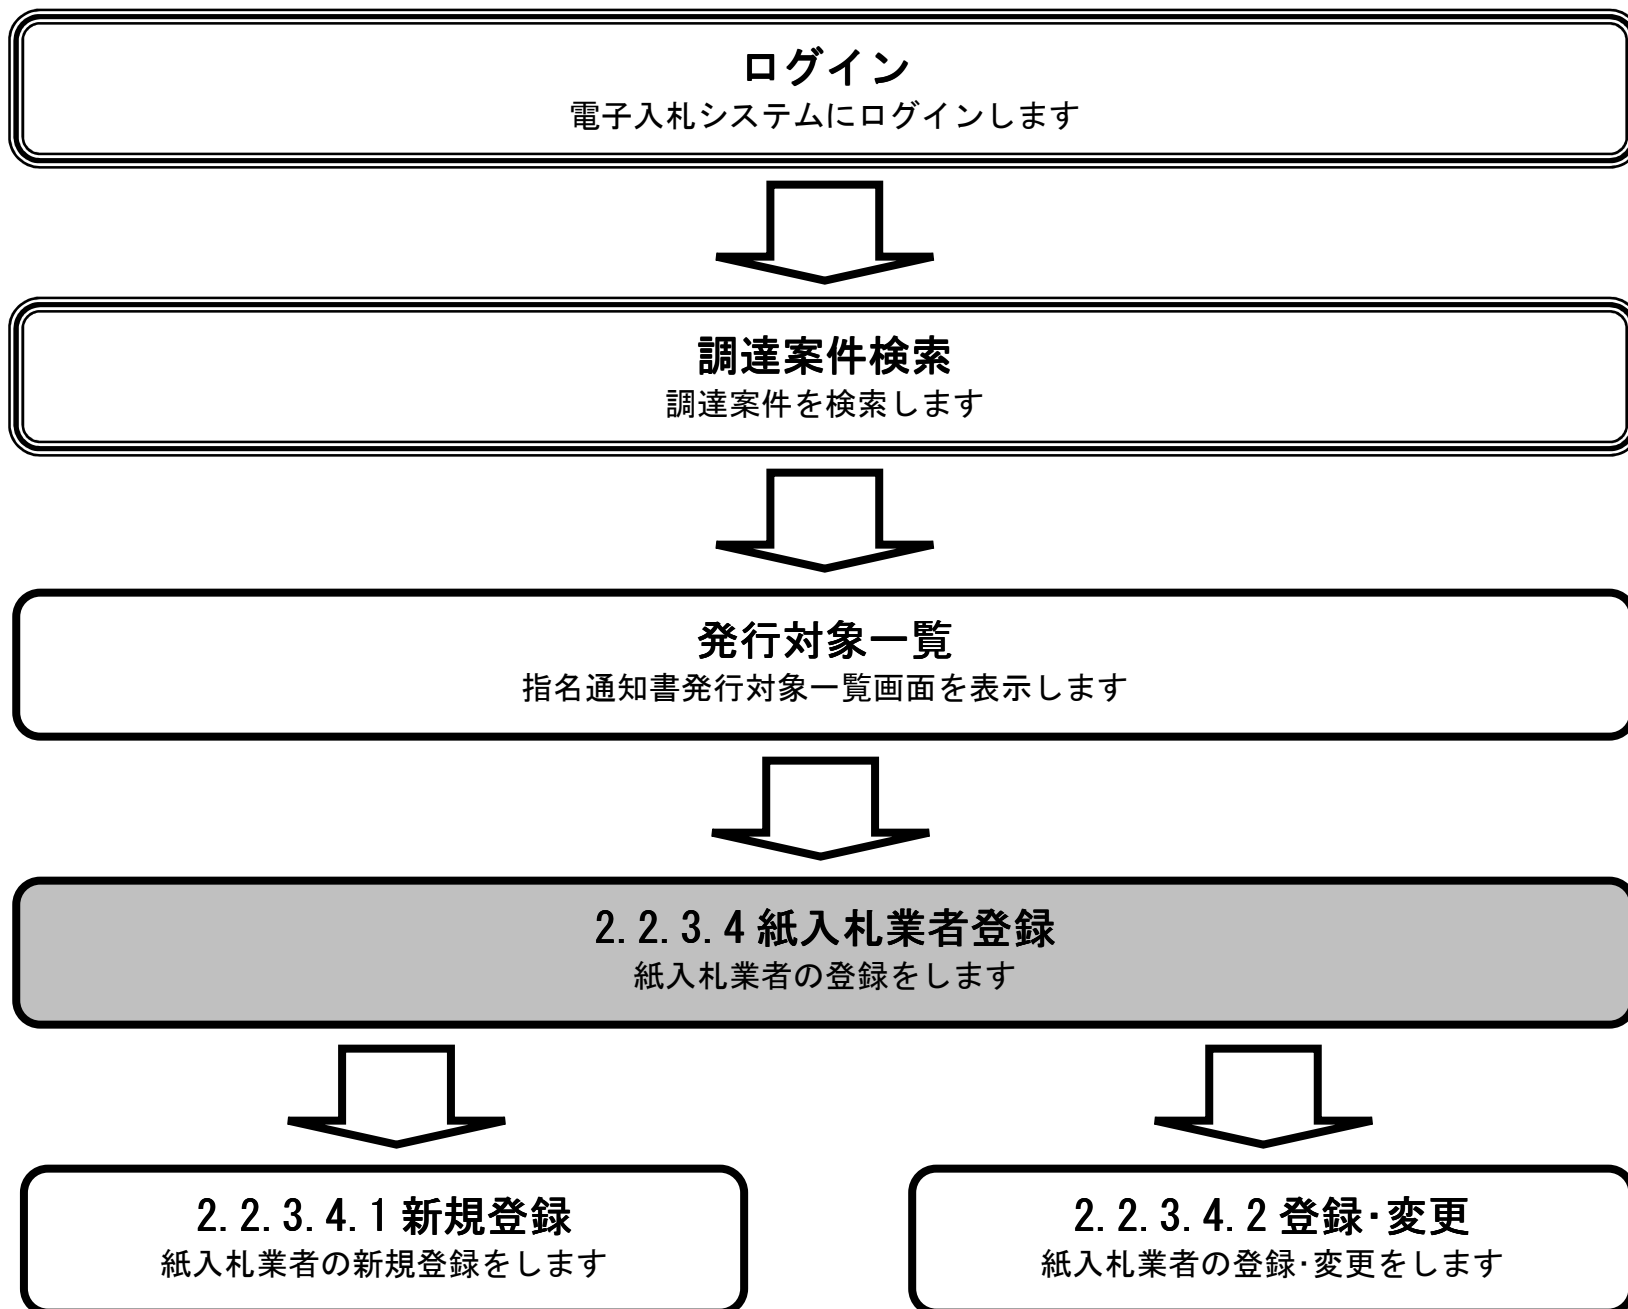 ログイン
電子入札システムにログインします
調達案件検索
調達案件を検索します
発行対象一覧
指名通知書発行対象一覧画面を表示します
2.2.3.4 紙入札業者登録
紙入札業者の登録をします
2.2.3.4.1 新規登録
紙入札業者の新規登録をします
2.2.3.4.2 登録・変更
紙入札業者の登録・変更をします